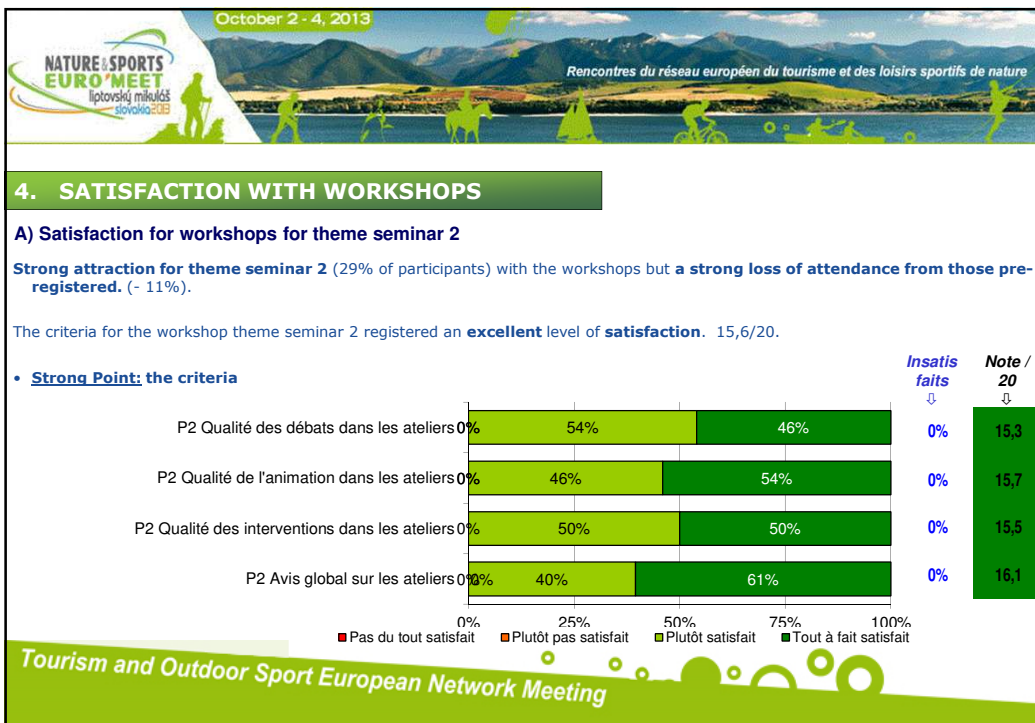 October 2 - 4, 2013
NATURE & SPORTS
EURO'MEET
liptovský mikuláš
slovakia2013
Rencontres du réseau européen du tourisme et des loisirs sportifs de nature
4. SATISFACTION WITH WORKSHOPS
A) Satisfaction for workshops for theme seminar 2
Strong attraction for theme seminar 2 (29% of participants) with the workshops but a strong loss of attendance from those pre-
registered. (- 11%).
The criteria for the workshop theme seminar 2 registered an excellent level of satisfaction. 15,6/20.
• Strong Point: the criteria
Insatis
faits
⇩
Note /
20
⇩
P2 Qualité des débats dans les ateliers 0% 54% 46% 0% 15,3
P2 Qualité de l'animation dans les ateliers 0% 46% 54% 0% 15,7
P2 Qualité des interventions dans les ateliers 0% 50% 50% 0% 15,5
P2 Avis global sur les ateliers 0% 0% 40% 61% 0% 16,1
0% 25% 50% 75% 100%
Pas du tout satisfait Plutôt pas satisfait Plutôt satisfait Tout à fait satisfait
Tourism and Outdoor Sport European Network Meeting